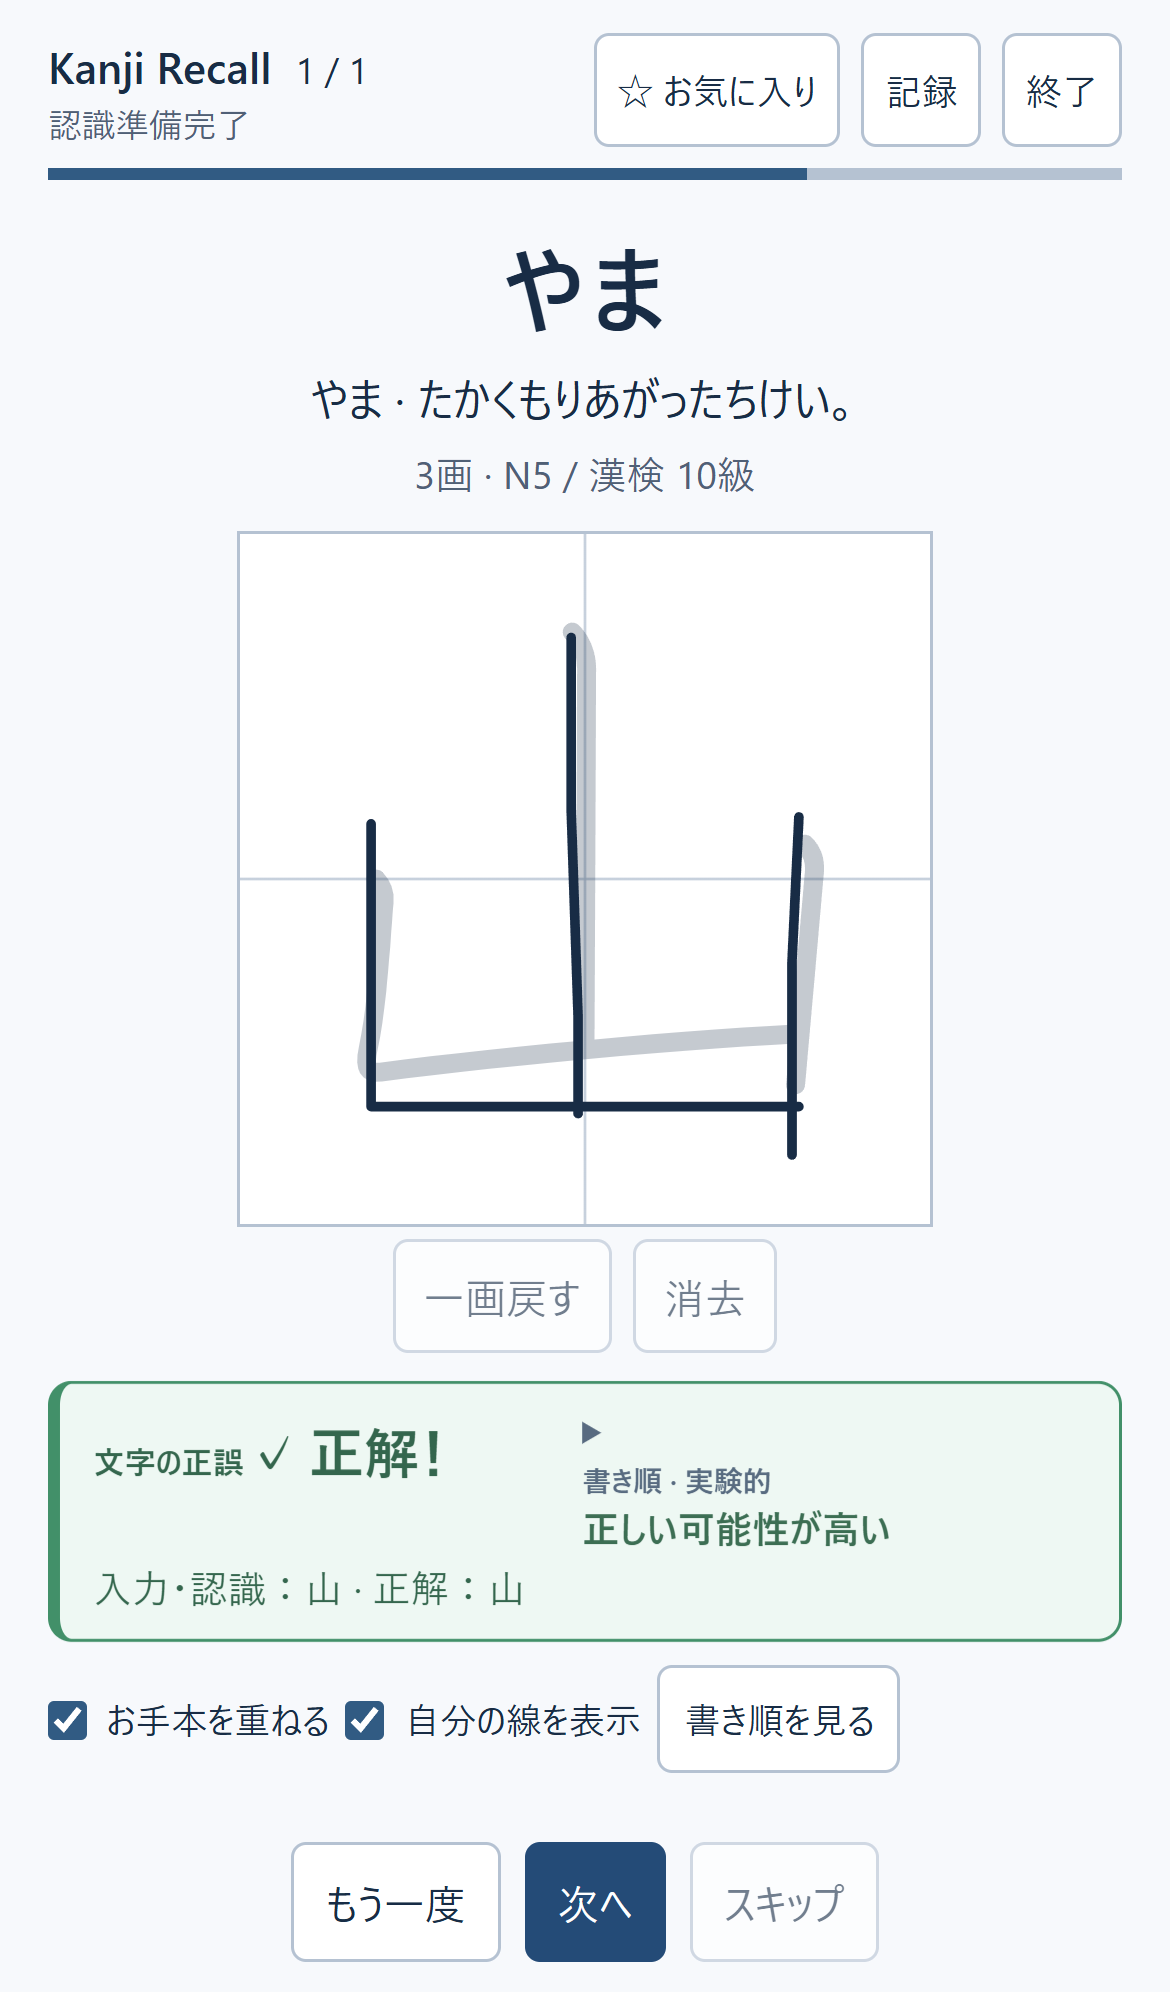 Kanji Recall 1 / 1
認識準備完了
☆ お気に入り
記録
終了
やま
やま · たかくもりあがったちけい。
3画 · N5 / 漢検 10級
山
一画戻す
消去
文字の正誤 ✓ 正解!
▶
書き順 · 実験的
正しい可能性が高い
入力・認識：山 · 正解：山
お手本を重ねる
自分の線を表示
書き順を見る
もう一度
次へ
スキップ